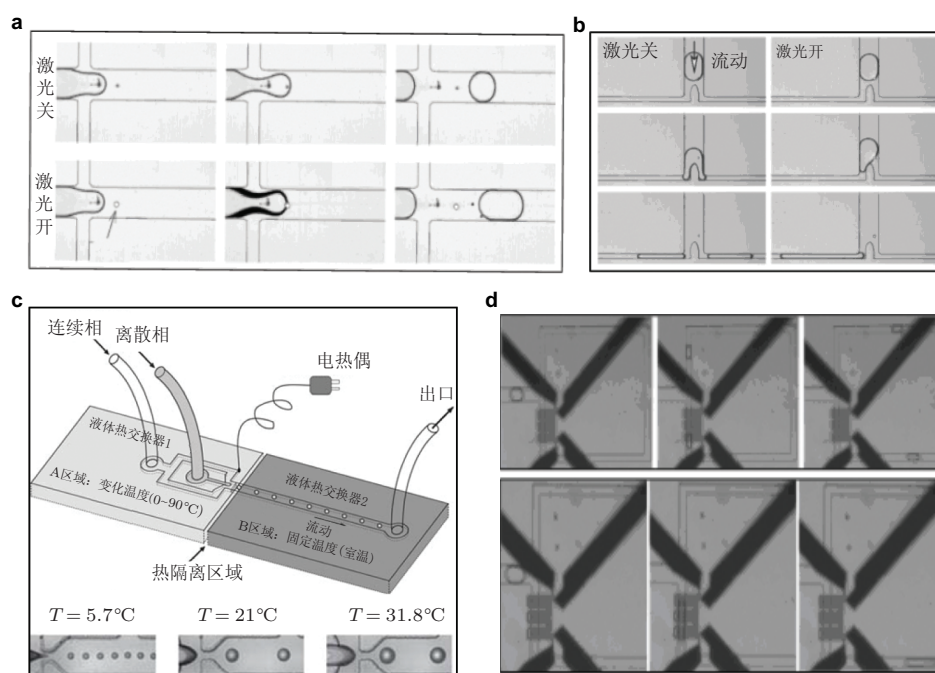 a
激光关
激光开
b
激光关
流动
激光开
c
连续相
离散相
电热偶
出口
液体热交换器1
A区域：变化温度(0~90℃)
液体热交换器2
流动
B区域：固定温度(室温)
热隔离区域
T = 5.7℃
T = 21℃
T = 31.8℃
d